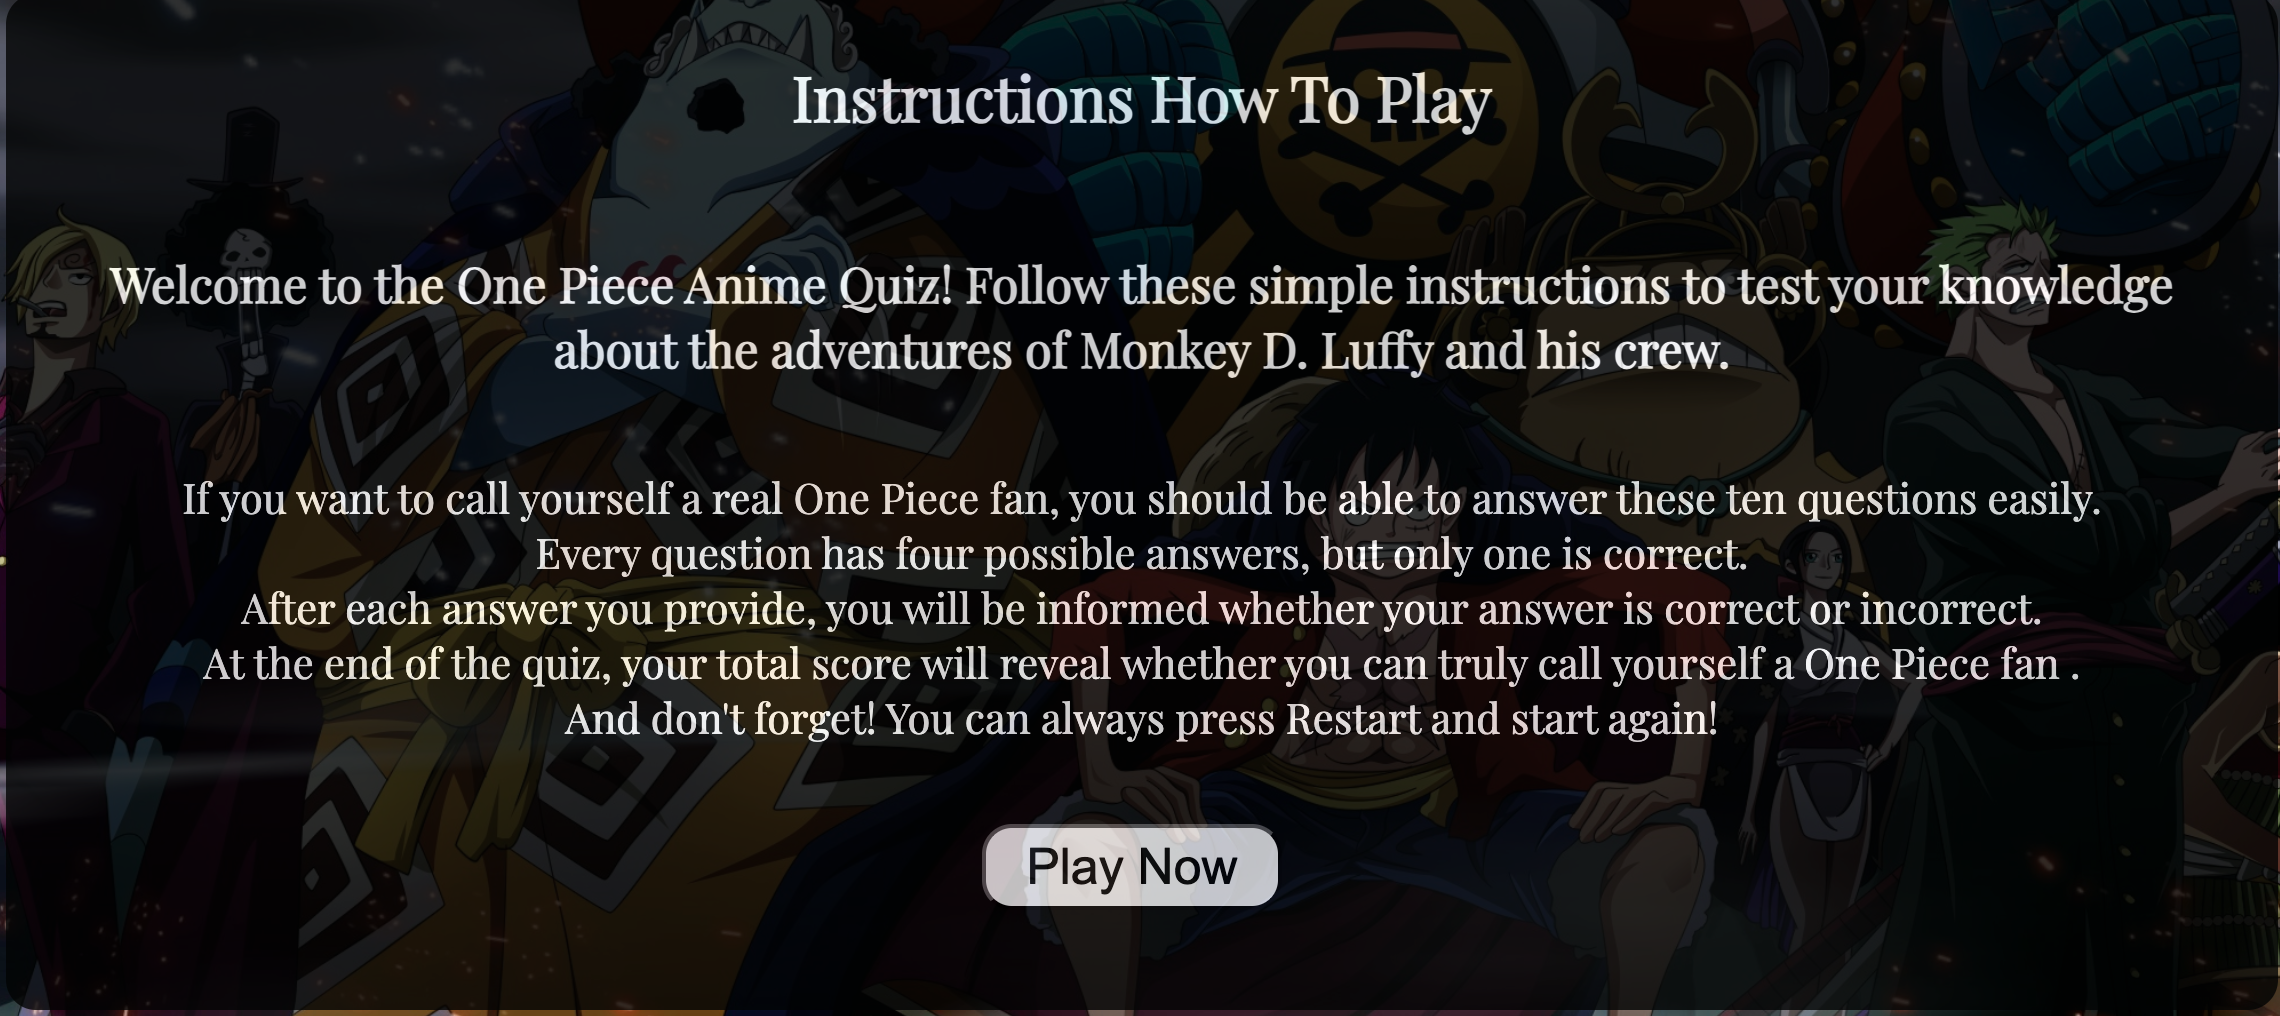 Instructions How To Play
Welcome to the One Piece Anime Quiz! Follow these simple instructions to test your knowledge
about the adventures of Monkey D. Luffy and his crew.
If you want to call yourself a real One Piece fan, you should be able to answer these ten questions easily.
Every question has four possible answers, but only one is correct.
After each answer you provide, you will be informed whether your answer is correct or incorrect.
At the end of the quiz, your total score will reveal whether you can truly call yourself a One Piece fan .
And don't forget! You can always press Restart and start again!
Play Now